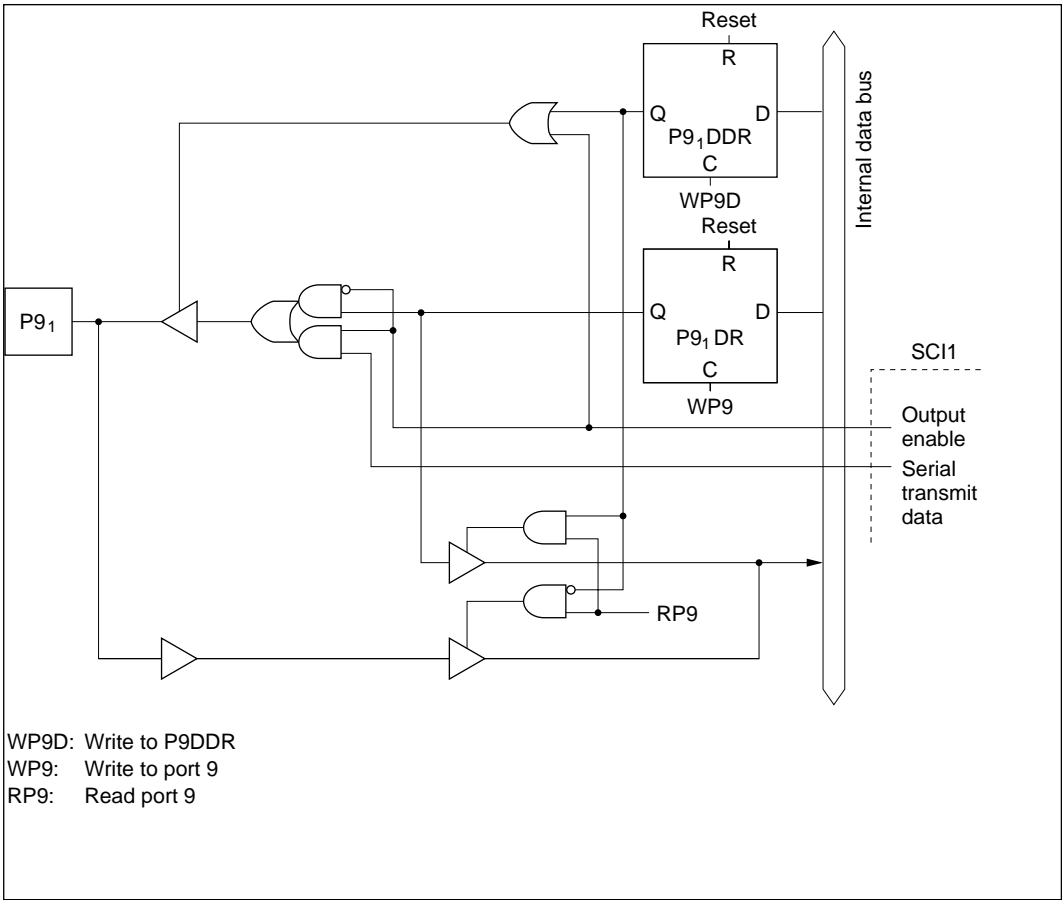 Reset
R
Q D
P9₁DDR
C
WP9D
Internal data bus
Reset
R
Q D
P9₁DR
C
WP9
P9₁
SCI1
Output
enable
Serial
transmit
data
RP9
WP9D: Write to P9DDR
WP9: Write to port 9
RP9: Read port 9